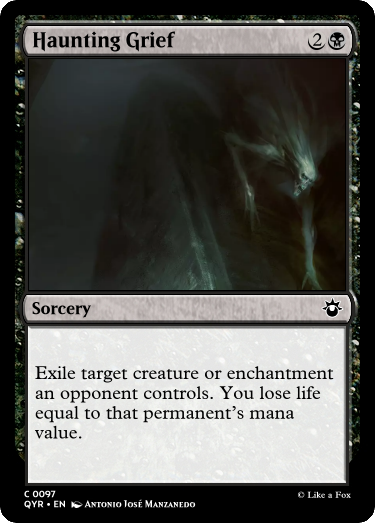 Haunting Grief 2
Sorcery
Exile target creature or enchantment
an opponent controls. You lose life
equal to that permanent's mana
value.
C 0097
QYR • EN Antonio José Manzanedo
© Like a Fox